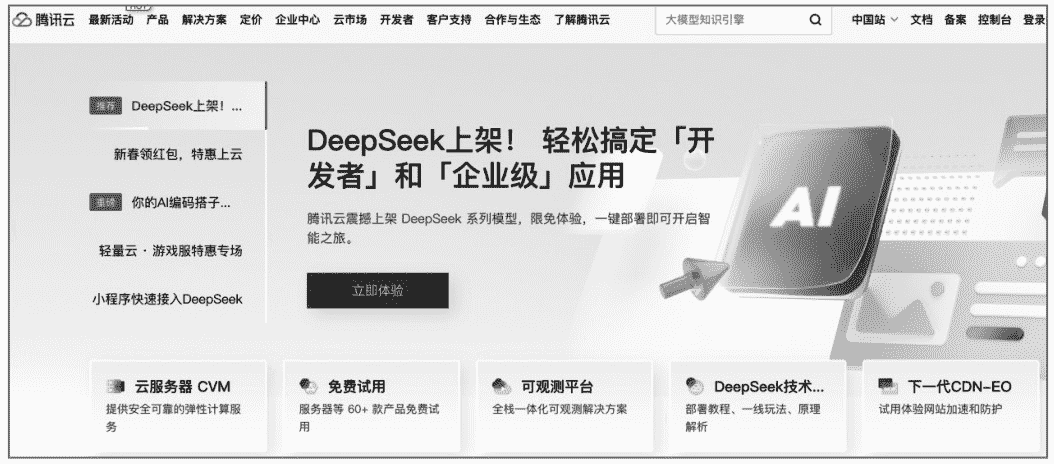 腾讯云 最新活动 HOT 产品 解决方案 定价 企业中心 云市场 开发者 客户支持 合作与生态 了解腾讯云 大模型知识引擎 中国站 文档 备案 控制台 登录
推荐 DeepSeek上架！...
新春领红包，特惠上云
重磅 你的AI编码搭子...
轻量云·游戏服特惠专场
小程序快速接入DeepSeek
DeepSeek上架！ 轻松搞定「开
发者」和「企业级」应用
腾讯云震撼上架 DeepSeek 系列模型，限免体验，一键部署即可开启智
能之旅。
立即体验
AI
云服务器 CVM
提供安全可靠的弹性计算服
务
免费试用
服务器等 60+ 款产品免费试
用
可观测平台
全栈一体化可观测解决方案
DeepSeek技术...
部署教程、一线玩法、原理
解析
下一代CDN-EO
试用体验网站加速和防护